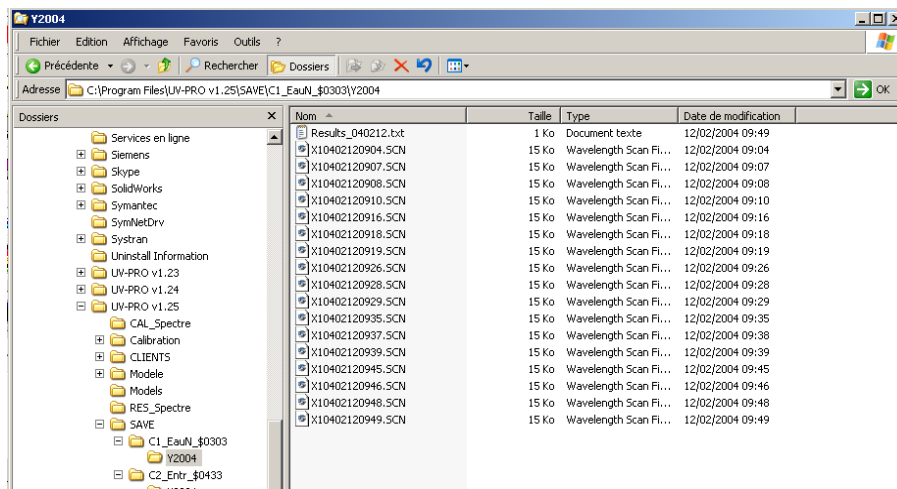 Y2004
Fichier Edition Affichage Favoris Outils ?
Précédente Rechercher Dossiers
Adresse C:\Program Files\UV-PRO v1.25\SAVE\C1_EauN_$0303\Y2004 OK
Dossiers
Services en ligne
Siemens
Skype
SolidWorks
Symantec
SymNetDrv
Systran
Uninstall Information
UV-PRO v1.23
UV-PRO v1.24
UV-PRO v1.25
CAL_Spectre
Calibration
CLIENTS
Modele
Models
RES_Spectre
SAVE
C1_EauN_$0303
Y2004
C2_Entr_$0433
Nom Taille Type Date de modification
Results_040212.txt 1 Ko Document texte 12/02/2004 09:49
X10402120904.SCN 15 Ko Wavelength Scan Fi... 12/02/2004 09:04
X10402120907.SCN 15 Ko Wavelength Scan Fi... 12/02/2004 09:07
X10402120908.SCN 15 Ko Wavelength Scan Fi... 12/02/2004 09:08
X10402120910.SCN 15 Ko Wavelength Scan Fi... 12/02/2004 09:10
X10402120916.SCN 15 Ko Wavelength Scan Fi... 12/02/2004 09:16
X10402120918.SCN 15 Ko Wavelength Scan Fi... 12/02/2004 09:18
X10402120919.SCN 15 Ko Wavelength Scan Fi... 12/02/2004 09:19
X10402120926.SCN 15 Ko Wavelength Scan Fi... 12/02/2004 09:26
X10402120928.SCN 15 Ko Wavelength Scan Fi... 12/02/2004 09:28
X10402120929.SCN 15 Ko Wavelength Scan Fi... 12/02/2004 09:29
X10402120935.SCN 15 Ko Wavelength Scan Fi... 12/02/2004 09:35
X10402120937.SCN 15 Ko Wavelength Scan Fi... 12/02/2004 09:38
X10402120939.SCN 15 Ko Wavelength Scan Fi... 12/02/2004 09:39
X10402120945.SCN 15 Ko Wavelength Scan Fi... 12/02/2004 09:45
X10402120946.SCN 15 Ko Wavelength Scan Fi... 12/02/2004 09:46
X10402120948.SCN 15 Ko Wavelength Scan Fi... 12/02/2004 09:48
X10402120949.SCN 15 Ko Wavelength Scan Fi... 12/02/2004 09:49